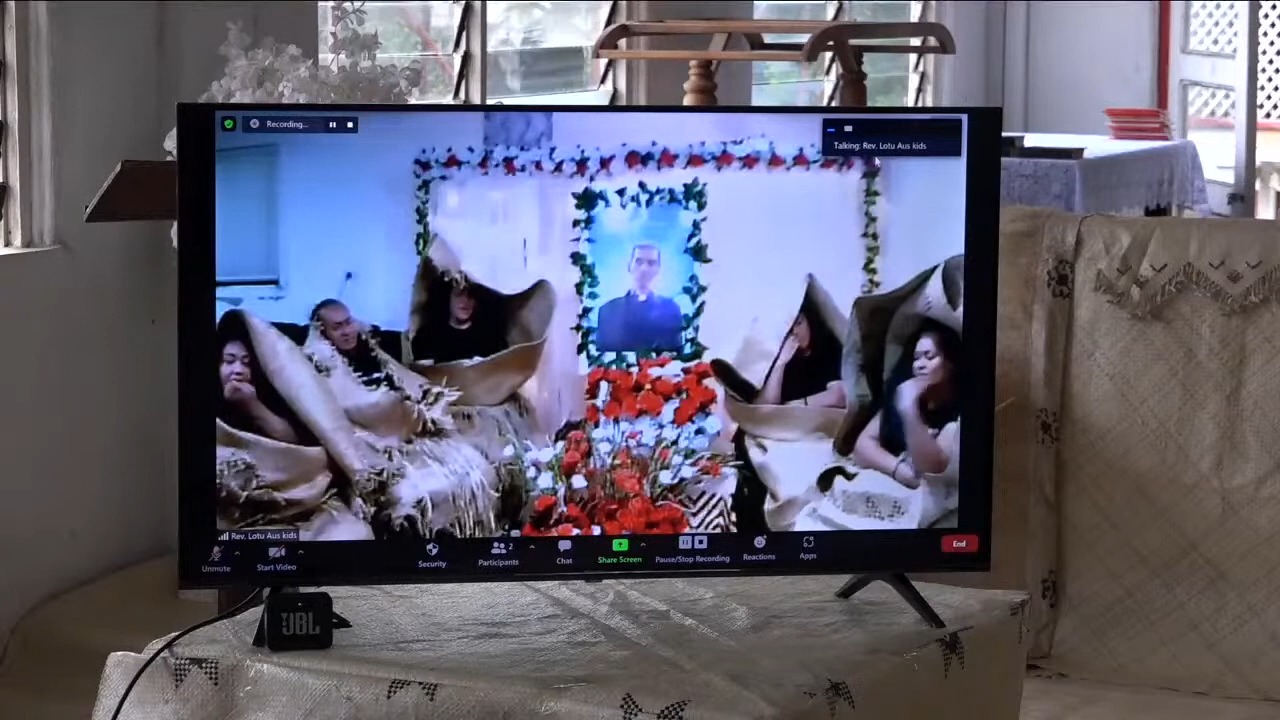 Recording...
Talking: Rev. Lotu Aus kids
Rev. Lotu Aus kids
Unmute
Start Video
Security
Participants
2
Chat
Share Screen
Pause/Stop Recording
Reactions
Apps
End
JBL